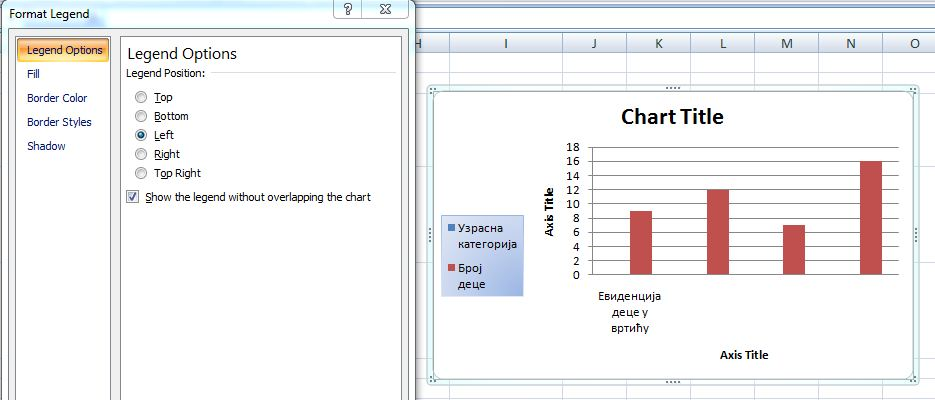 Format Legend
Legend Options
Fill
Border Color
Border Styles
Shadow
Legend Options
Legend Position:
Top
Bottom
Left
Right
Top Right
Show the legend without overlapping the chart
H I J K L M N O
Chart Title
18
16
14
12
10
8
6
4
2
0
Axis Title
Узрасна
категорија
Број
деце
Евиденција
деце у
вртићу
Axis Title